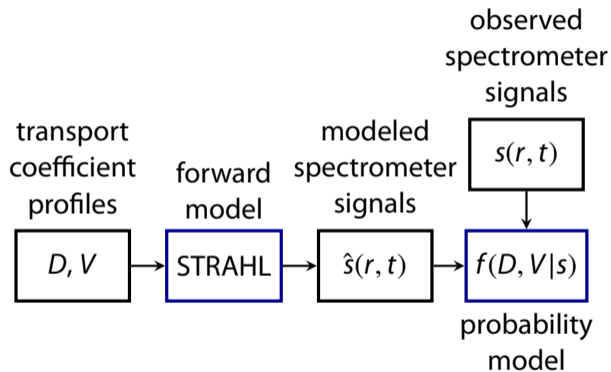 observed
spectrometer
signals
s(r, t)
transport
coefficient
profiles
D, V
forward
model
STRAHL
modeled
spectrometer
signals
ŝ(r, t)
f(D, V|s)
probability
model